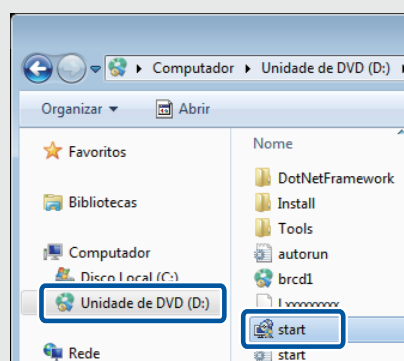 Computador Unidade de DVD (D:)
Organizar Abrir
Favoritos
Bibliotecas
Computador
Disco Local (C:)
Unidade de DVD (D:)
Rede
Nome
DotNetFramework
Install
Tools
autorun
brcd1
Lxxxxxxxx
start
start